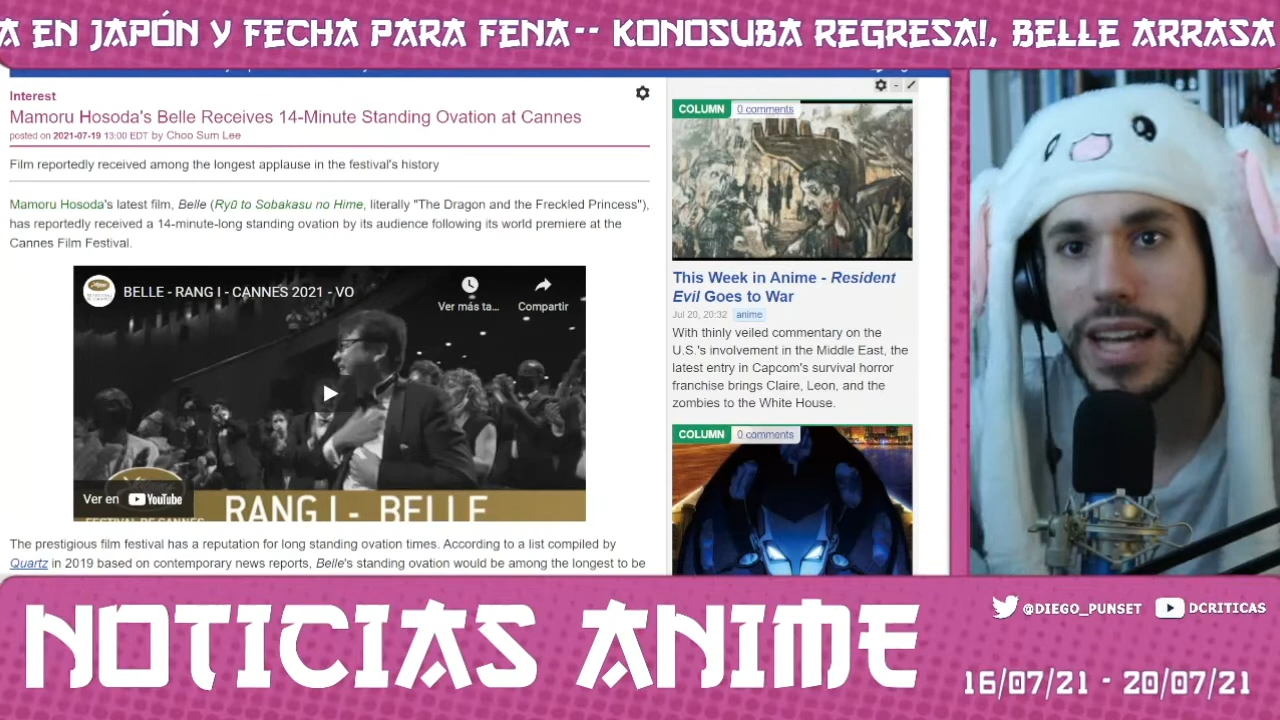 A EN JAPÓN Y FECHA PARA FENA-- KONOSUBA REGRESA!, BELLE ARRASA
Interest
Mamoru Hosoda's Belle Receives 14-Minute Standing Ovation at Cannes
posted on 2021-07-19 13:00 EDT by Choo Sum Lee
Film reportedly received among the longest applause in the festival's history
Mamoru Hosoda's latest film, Belle (Ryū to Sobakasu no Hime, literally "The Dragon and the Freckled Princess"),
has reportedly received a 14-minute-long standing ovation by its audience following its world premiere at the
Cannes Film Festival.
BELLE - RANG I - CANNES 2021 - VO
Ver más ta...
Compartir
Ver en YouTube
FESTIVAL DE CANNES
RANG I - BELLE
The prestigious film festival has a reputation for long standing ovation times. According to a list compiled by
Quartz in 2019 based on contemporary news reports, Belle's standing ovation would be among the longest to be
COLUMN 0 comments
This Week in Anime - Resident
Evil Goes to War
Jul 20, 20:32 anime
With thinly veiled commentary on the
U.S.'s involvement in the Middle East, the
latest entry in Capcom's survival horror
franchise brings Claire, Leon, and the
zombies to the White House.
COLUMN 0 comments
NOTICIAS ANIME
@DIEGO_PUNSET
DCRITICAS
16/07/21 - 20/07/21